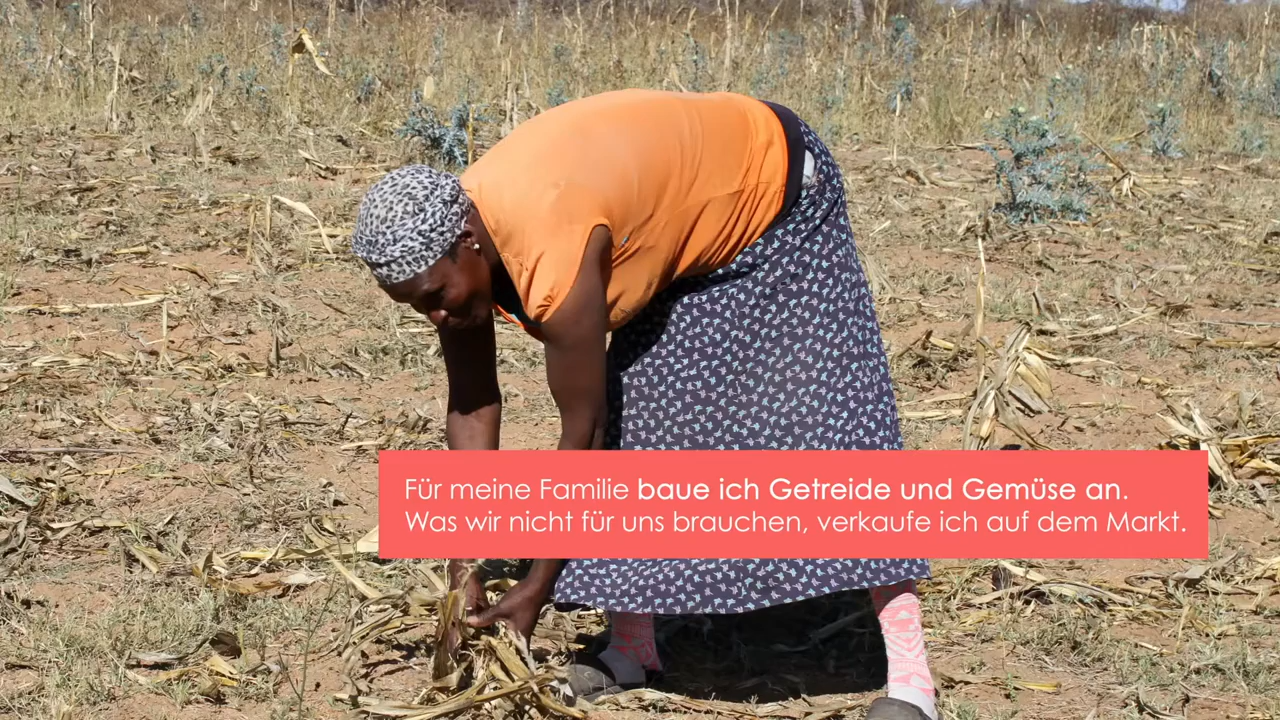 Für meine Familie baue ich Getreide und Gemüse an.
Was wir nicht für uns brauchen, verkaufe ich auf dem Markt.